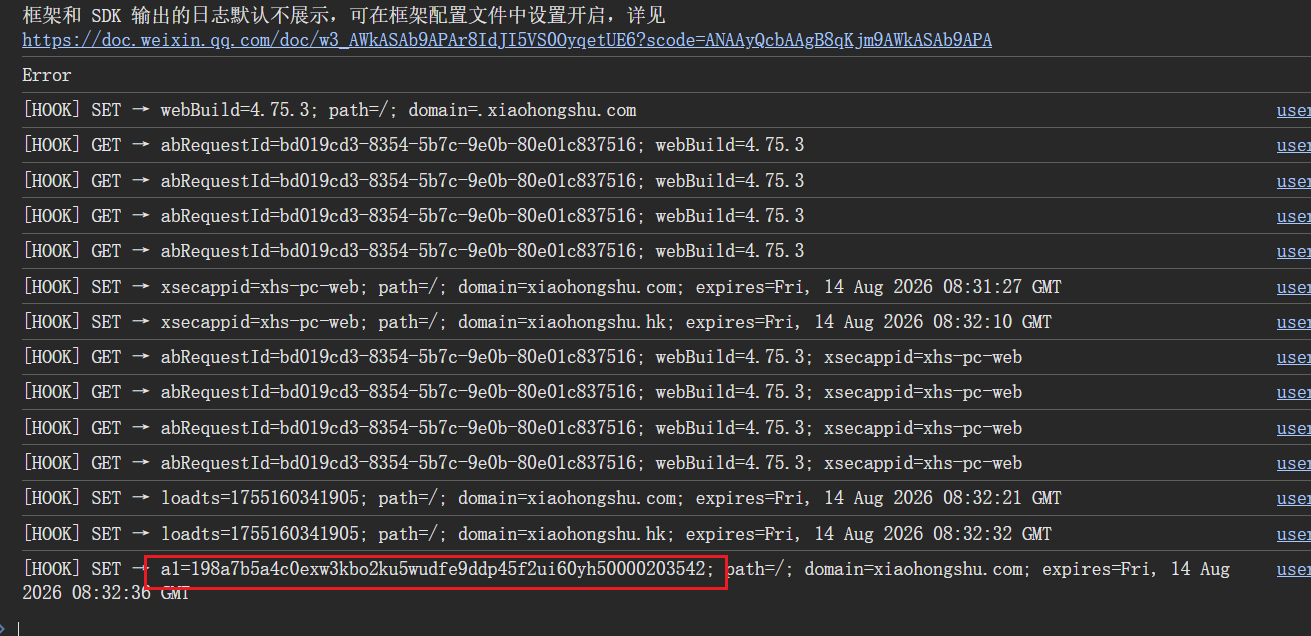 框架和 SDK 输出的日志默认不展示，可在框架配置文件中设置开启，详见
https://doc.weixin.qq.com/doc/w3_AWkASAb9APAr8IdJI5VS0OyqetUE6?scode=ANAAyQcbAAgB8qKjm9AWkASAb9APA
Error
[HOOK] SET → webBuild=4.75.3; path=/; domain=.xiaohongshu.com user
[HOOK] GET → abRequestId=bd019cd3-8354-5b7c-9e0b-80e01c837516; webBuild=4.75.3 user
[HOOK] GET → abRequestId=bd019cd3-8354-5b7c-9e0b-80e01c837516; webBuild=4.75.3 user
[HOOK] GET → abRequestId=bd019cd3-8354-5b7c-9e0b-80e01c837516; webBuild=4.75.3 user
[HOOK] GET → abRequestId=bd019cd3-8354-5b7c-9e0b-80e01c837516; webBuild=4.75.3 user
[HOOK] SET → xsecappid=xhs-pc-web; path=/; domain=xiaohongshu.com; expires=Fri, 14 Aug 2026 08:31:27 GMT user
[HOOK] SET → xsecappid=xhs-pc-web; path=/; domain=xiaohongshu.hk; expires=Fri, 14 Aug 2026 08:32:10 GMT user
[HOOK] GET → abRequestId=bd019cd3-8354-5b7c-9e0b-80e01c837516; webBuild=4.75.3; xsecappid=xhs-pc-web user
[HOOK] GET → abRequestId=bd019cd3-8354-5b7c-9e0b-80e01c837516; webBuild=4.75.3; xsecappid=xhs-pc-web user
[HOOK] GET → abRequestId=bd019cd3-8354-5b7c-9e0b-80e01c837516; webBuild=4.75.3; xsecappid=xhs-pc-web user
[HOOK] GET → abRequestId=bd019cd3-8354-5b7c-9e0b-80e01c837516; webBuild=4.75.3; xsecappid=xhs-pc-web user
[HOOK] SET → loadts=1755160341905; path=/; domain=xiaohongshu.com; expires=Fri, 14 Aug 2026 08:32:21 GMT user
[HOOK] SET → loadts=1755160341905; path=/; domain=xiaohongshu.hk; expires=Fri, 14 Aug 2026 08:32:32 GMT user
[HOOK] SET → a1=198a7b5a4c0exw3kbo2ku5wudfe9ddp45f2ui60yh50000203542; path=/; domain=xiaohongshu.com; expires=Fri, 14 Aug user
2026 08:32:36 GMT